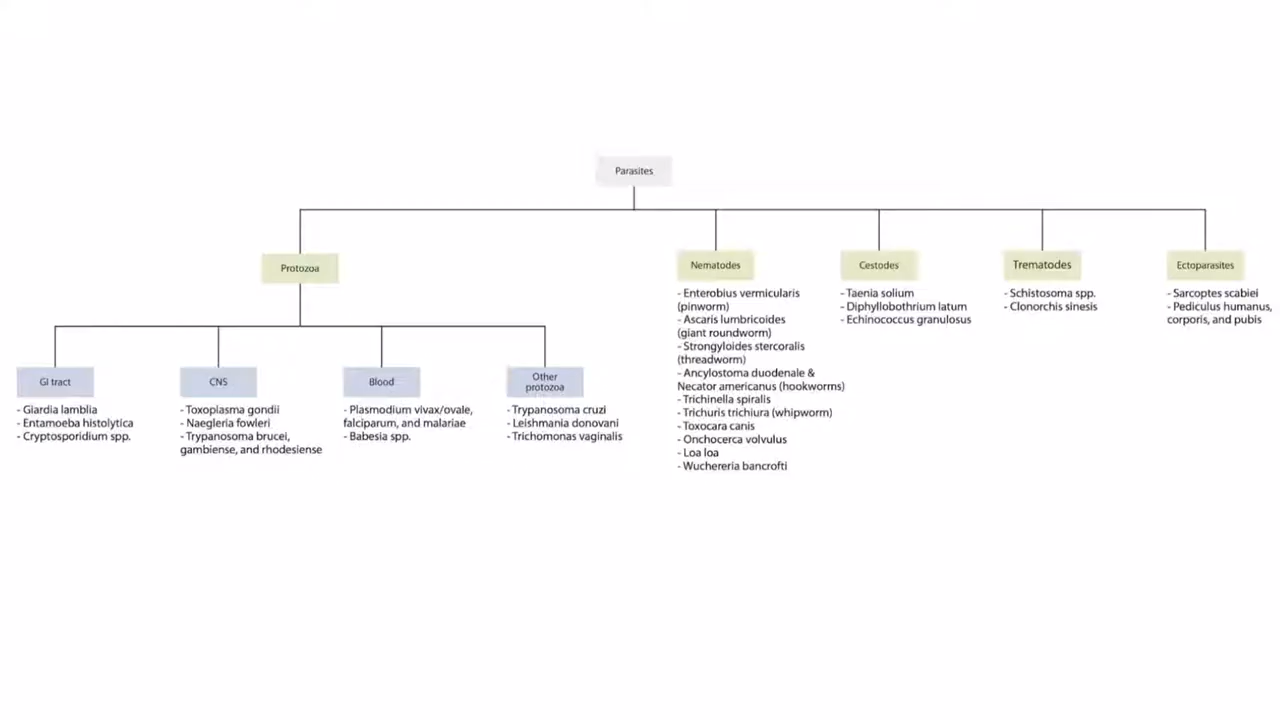 Parasites
Protozoa
Nematodes
Cestodes
Trematodes
Ectoparasites
- Enterobius vermicularis
(pinworm)
- Ascaris lumbricoides
(giant roundworm)
- Strongyloides stercoralis
(threadworm)
- Ancylostoma duodenale &
Necator americanus (hookworms)
- Trichinella spiralis
- Trichuris trichiura (whipworm)
- Toxocara canis
- Onchocerca volvulus
- Loa loa
- Wuchereria bancrofti
- Taenia solium
- Diphyllobothrium latum
- Echinococcus granulosus
- Schistosoma spp.
- Clonorchis sinesis
- Sarcoptes scabiei
- Pediculus humanus,
corporis, and pubis
GI tract
- Giardia lamblia
- Entamoeba histolytica
- Cryptosporidium spp.
CNS
- Toxoplasma gondii
- Naegleria fowleri
- Trypanosoma brucei,
gambiense, and rhodesiense
Blood
- Plasmodium vivax/ovale,
falciparum, and malariae
- Babesia spp.
Other
protozoa
- Trypanosoma cruzi
- Leishmania donovani
- Trichomonas vaginalis